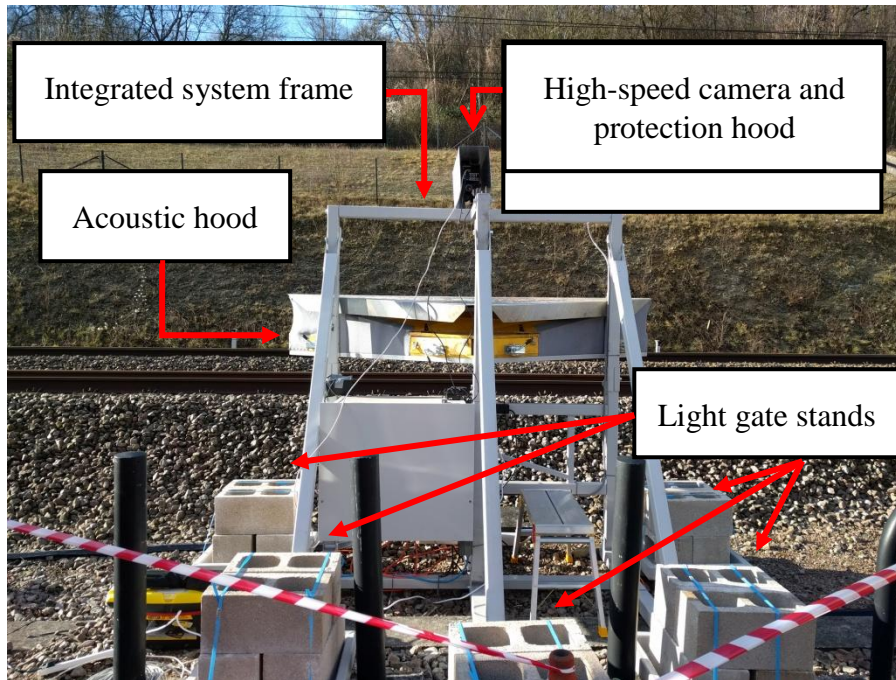 Integrated system frame
High-speed camera and
protection hood
Acoustic hood
Light gate stands